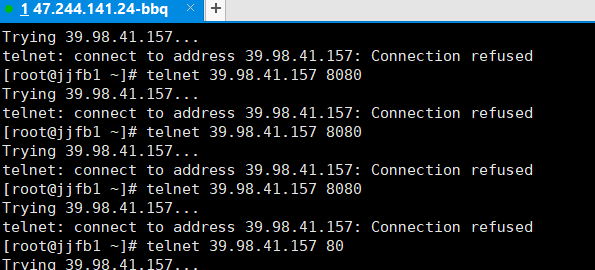 1 47.244.141.24-bbq × +
Trying 39.98.41.157...
telnet: connect to address 39.98.41.157: Connection refused
[root@jjfb1 ~]# telnet 39.98.41.157 8080
Trying 39.98.41.157...
telnet: connect to address 39.98.41.157: Connection refused
[root@jjfb1 ~]# telnet 39.98.41.157 8080
Trying 39.98.41.157...
telnet: connect to address 39.98.41.157: Connection refused
[root@jjfb1 ~]# telnet 39.98.41.157 8080
Trying 39.98.41.157...
telnet: connect to address 39.98.41.157: Connection refused
[root@jjfb1 ~]# telnet 39.98.41.157 80
Trying 39.98.41.157...